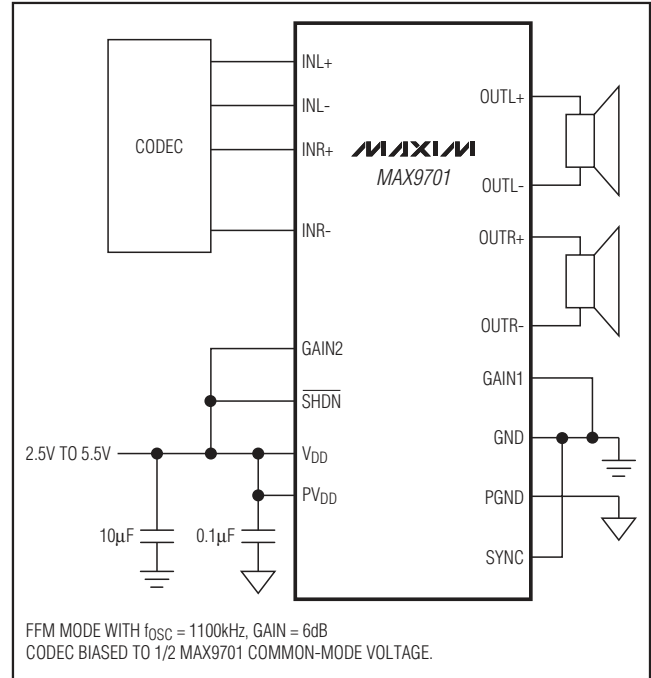 CODEC
INL+
INL-
INR+
INR-
MAXIM
MAX9701
OUTL+
OUTL-
OUTR+
OUTR-
GAIN2
SHDN
2.5V TO 5.5V
VDD
PVDD
10μF
0.1μF
GAIN1
GND
PGND
SYNC
FFM MODE WITH fOSC = 1100kHz, GAIN = 6dB
CODEC BIASED TO 1/2 MAX9701 COMMON-MODE VOLTAGE.